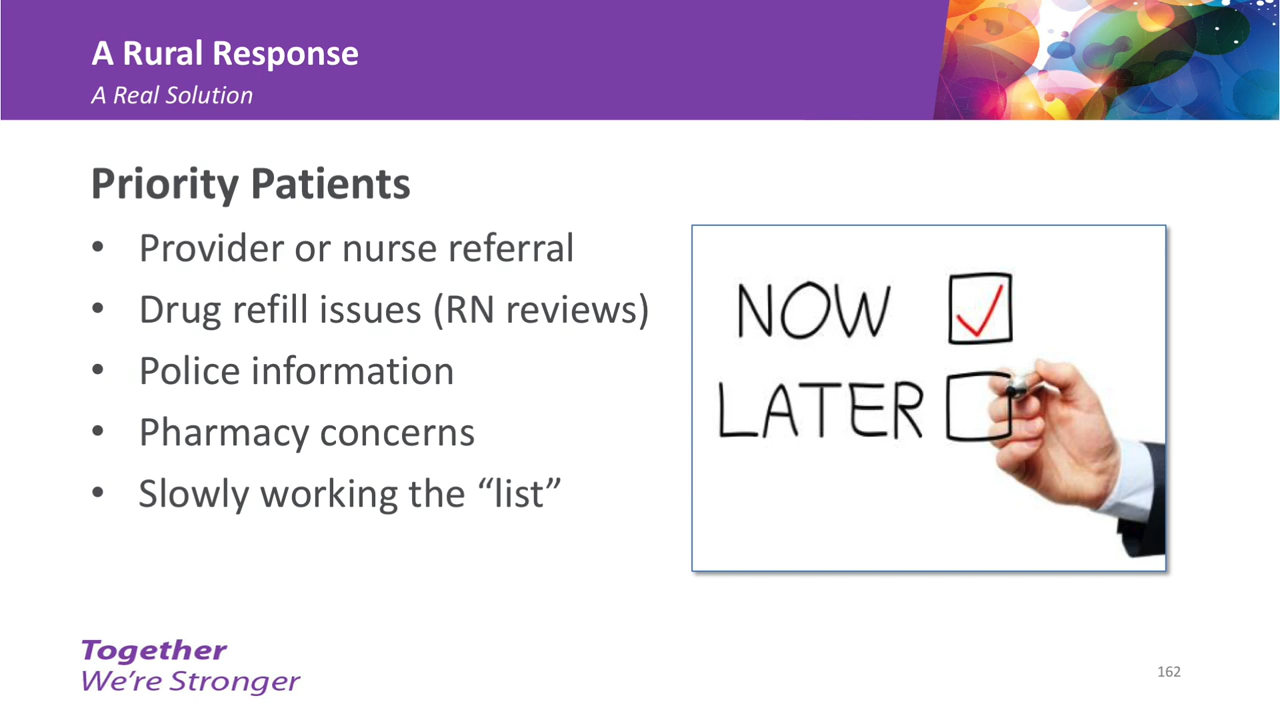 A Rural Response
A Real Solution
Priority Patients
• Provider or nurse referral
• Drug refill issues (RN reviews)
• Police information
• Pharmacy concerns
• Slowly working the “list”
NOW
LATER
Together
We’re Stronger
162